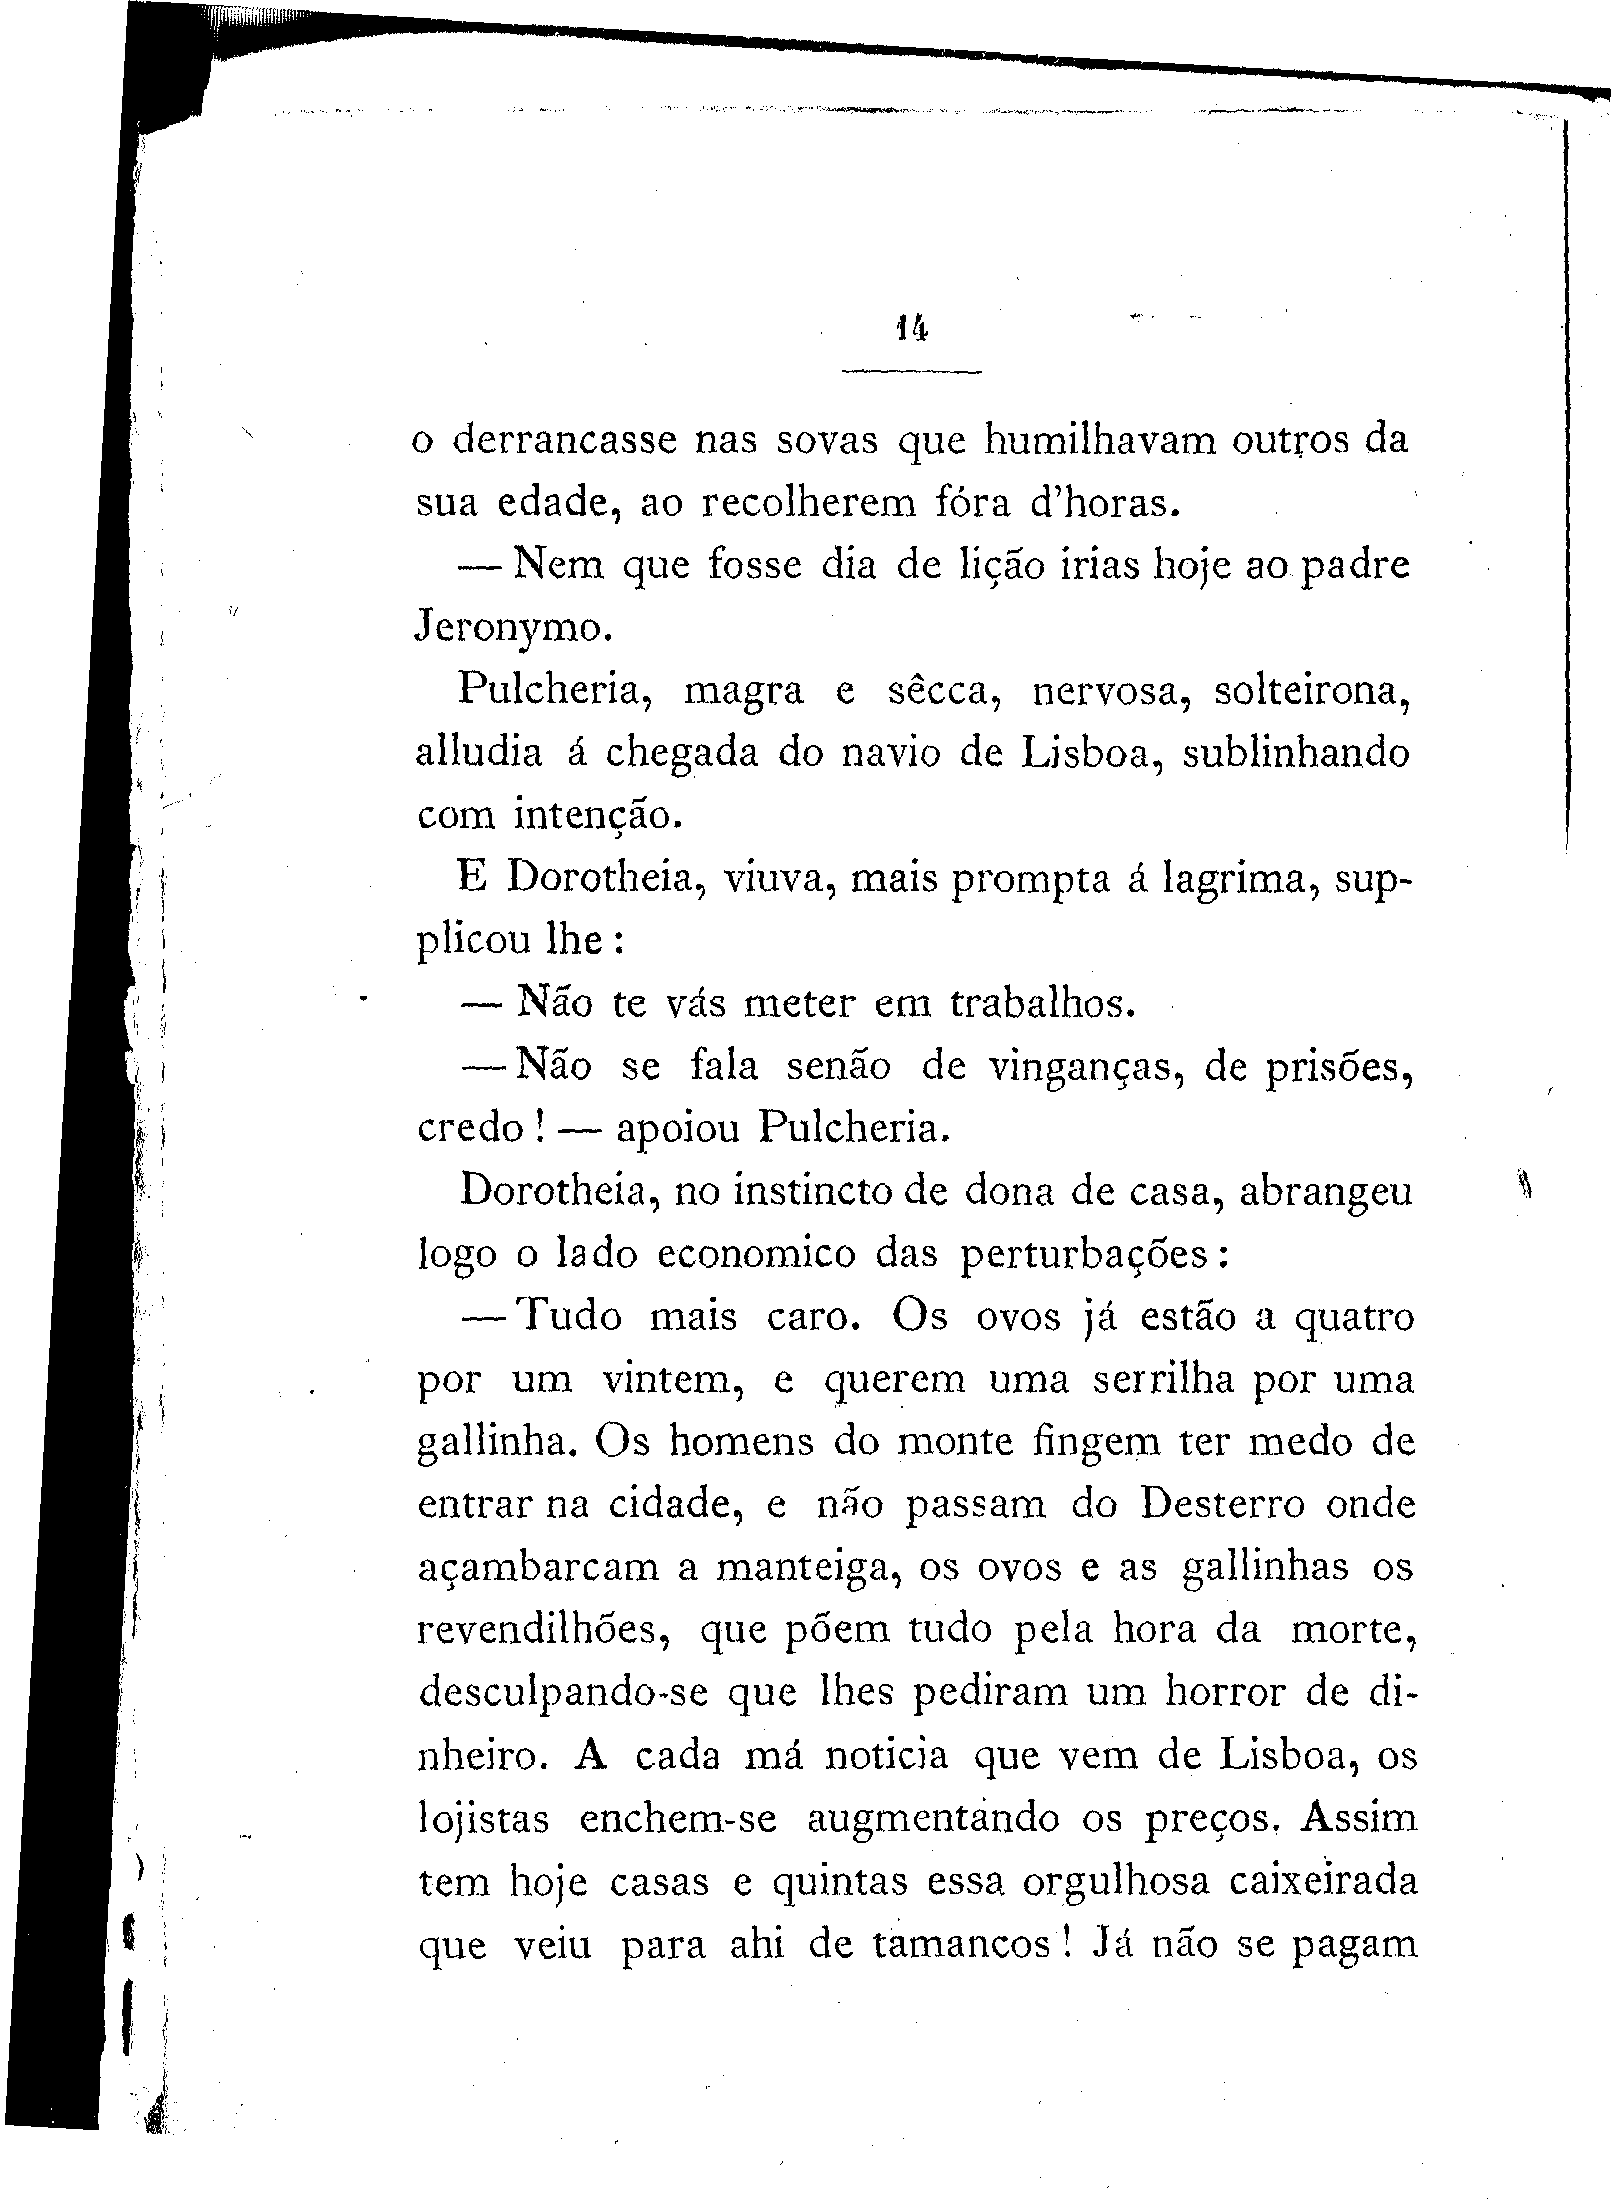 14
o derrancasse nas sovas que humilhavam outros da
sua edade, ao recolherem fóra d'horas.
— Nem que fosse dia de lição irias hoje ao padre
Jeronymo.
Pulcheria, magra e sêcca, nervosa, solteirona,
alludia á chegada do navio de Lisboa, sublinhando
com intenção.
E Dorotheia, viuva, mais prompta á lagrima, sup-
plicou lhe :
— Não te vás meter em trabalhos.
— Não se fala senão de vinganças, de prisões,
credo ! — apoiou Pulcheria.
Dorotheia, no instincto de dona de casa, abrangeu
logo o lado economico das perturbações :
— Tudo mais caro. Os ovos já estão a quatro
por um vintem, e querem uma serrilha por uma
gallinha. Os homens do monte fingem ter medo de
entrar na cidade, e não passam do Desterro onde
açambarcam a manteiga, os ovos e as gallinhas os
revendilhões, que põem tudo pela hora da morte,
desculpando-se que lhes pediram um horror de di-
nheiro. A cada má noticia que vem de Lisboa, os
lojistas enchem-se augmentando os preços. Assim
tem hoje casas e quintas essa orgulhosa caixeirada
que veiu para ahi de tamancos ! Já não se pagam